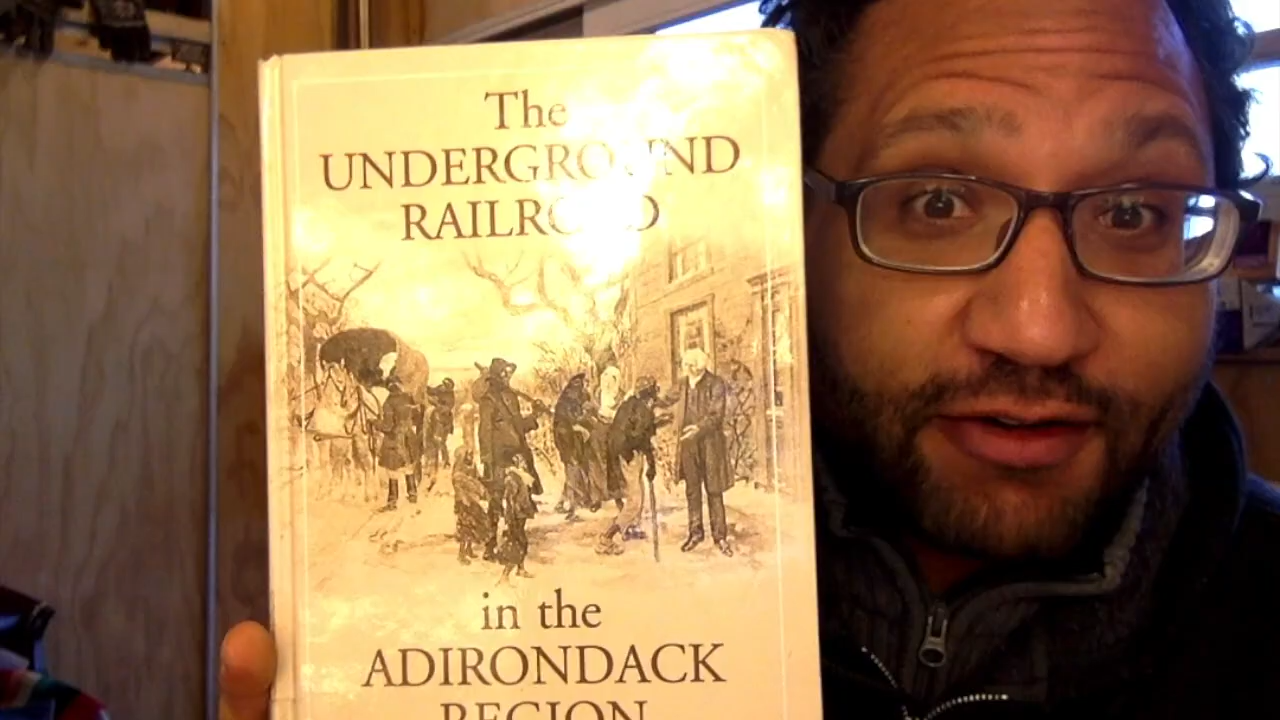 The
UNDERGROUND
RAILROAD
in the
ADIRONDACK
REGION